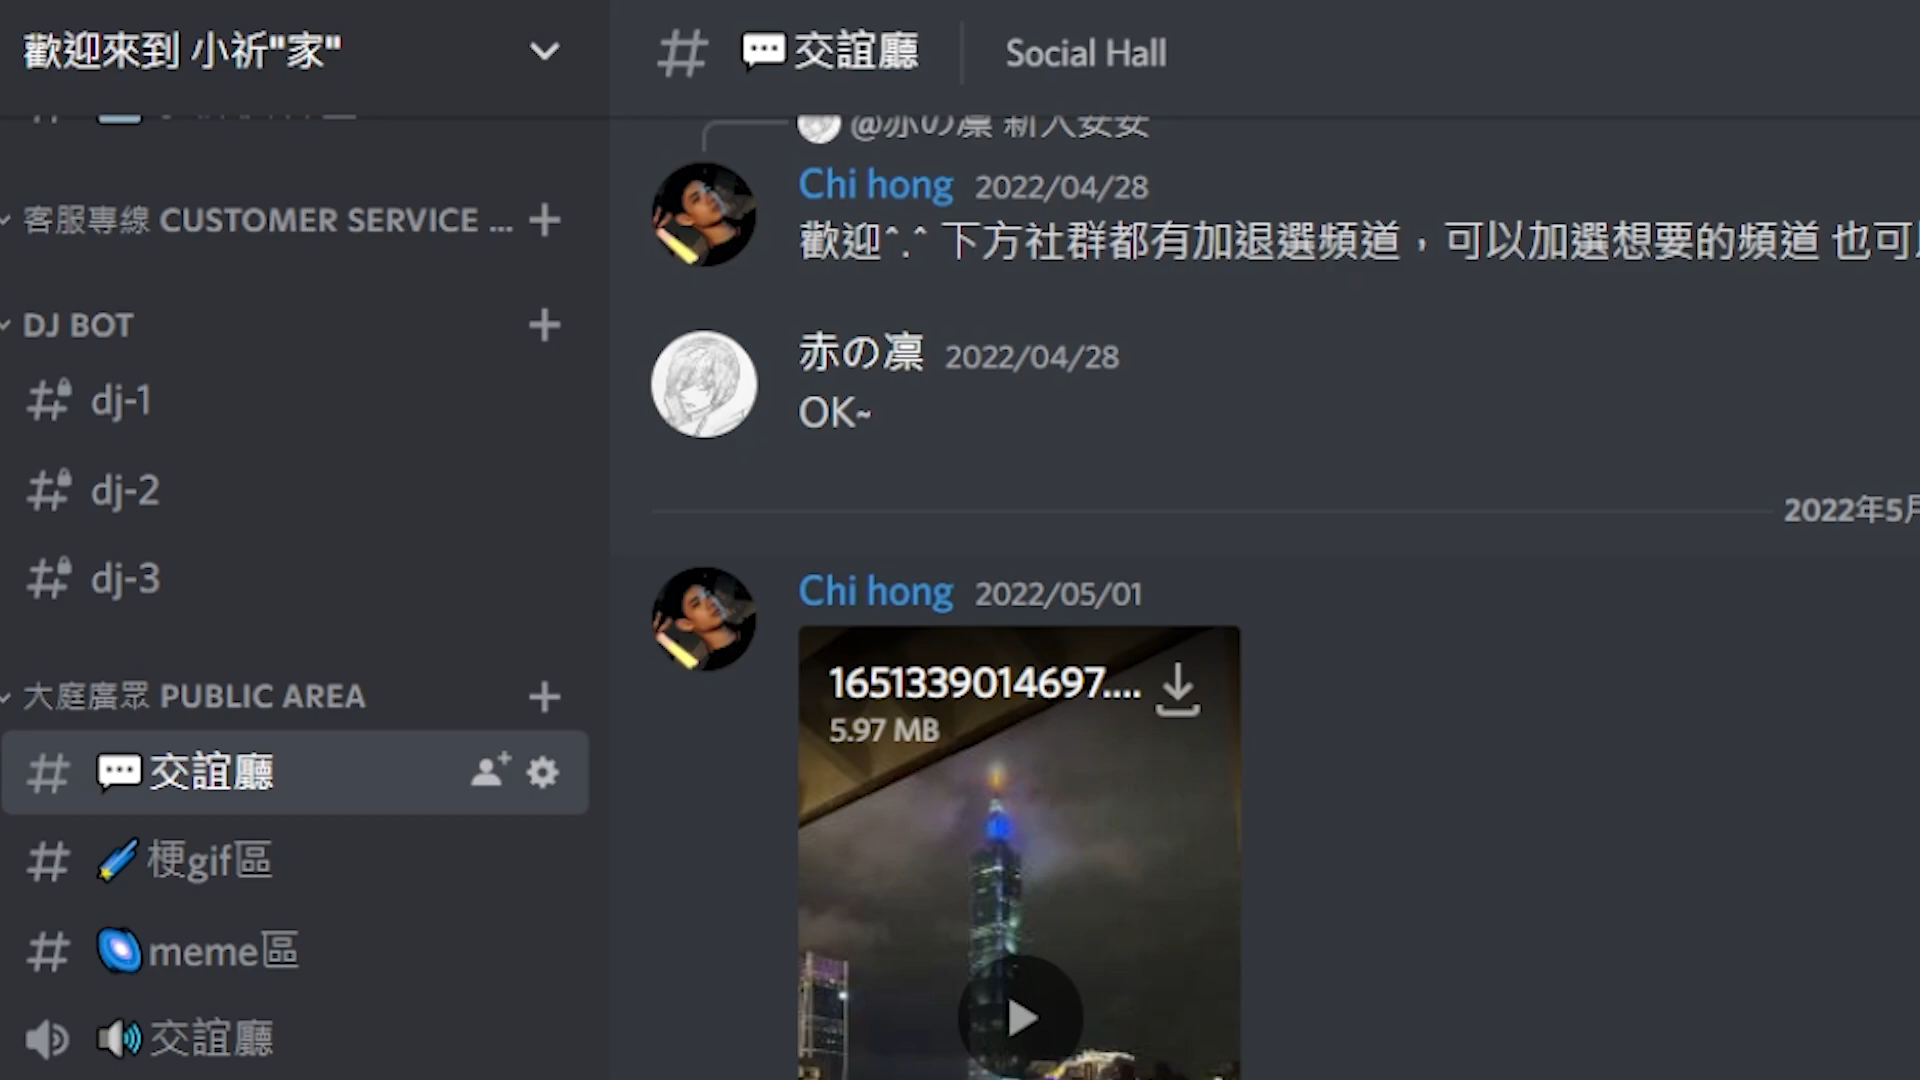 歡迎來到 小祈"家"
客服專線 CUSTOMER SERVICE ...
DJ BOT
dj-1
dj-2
dj-3
大庭廣眾 PUBLIC AREA
交誼廳
梗gif區
meme區
交誼廳
交誼廳
Social Hall
@赤の凛 新人安安
Chi hong 2022/04/28
歡迎^.^ 下方社群都有加退選頻道，可以加選想要的頻道 也可
赤の凛 2022/04/28
OK~
2022年5月
Chi hong 2022/05/01
1651339014697....
5.97 MB